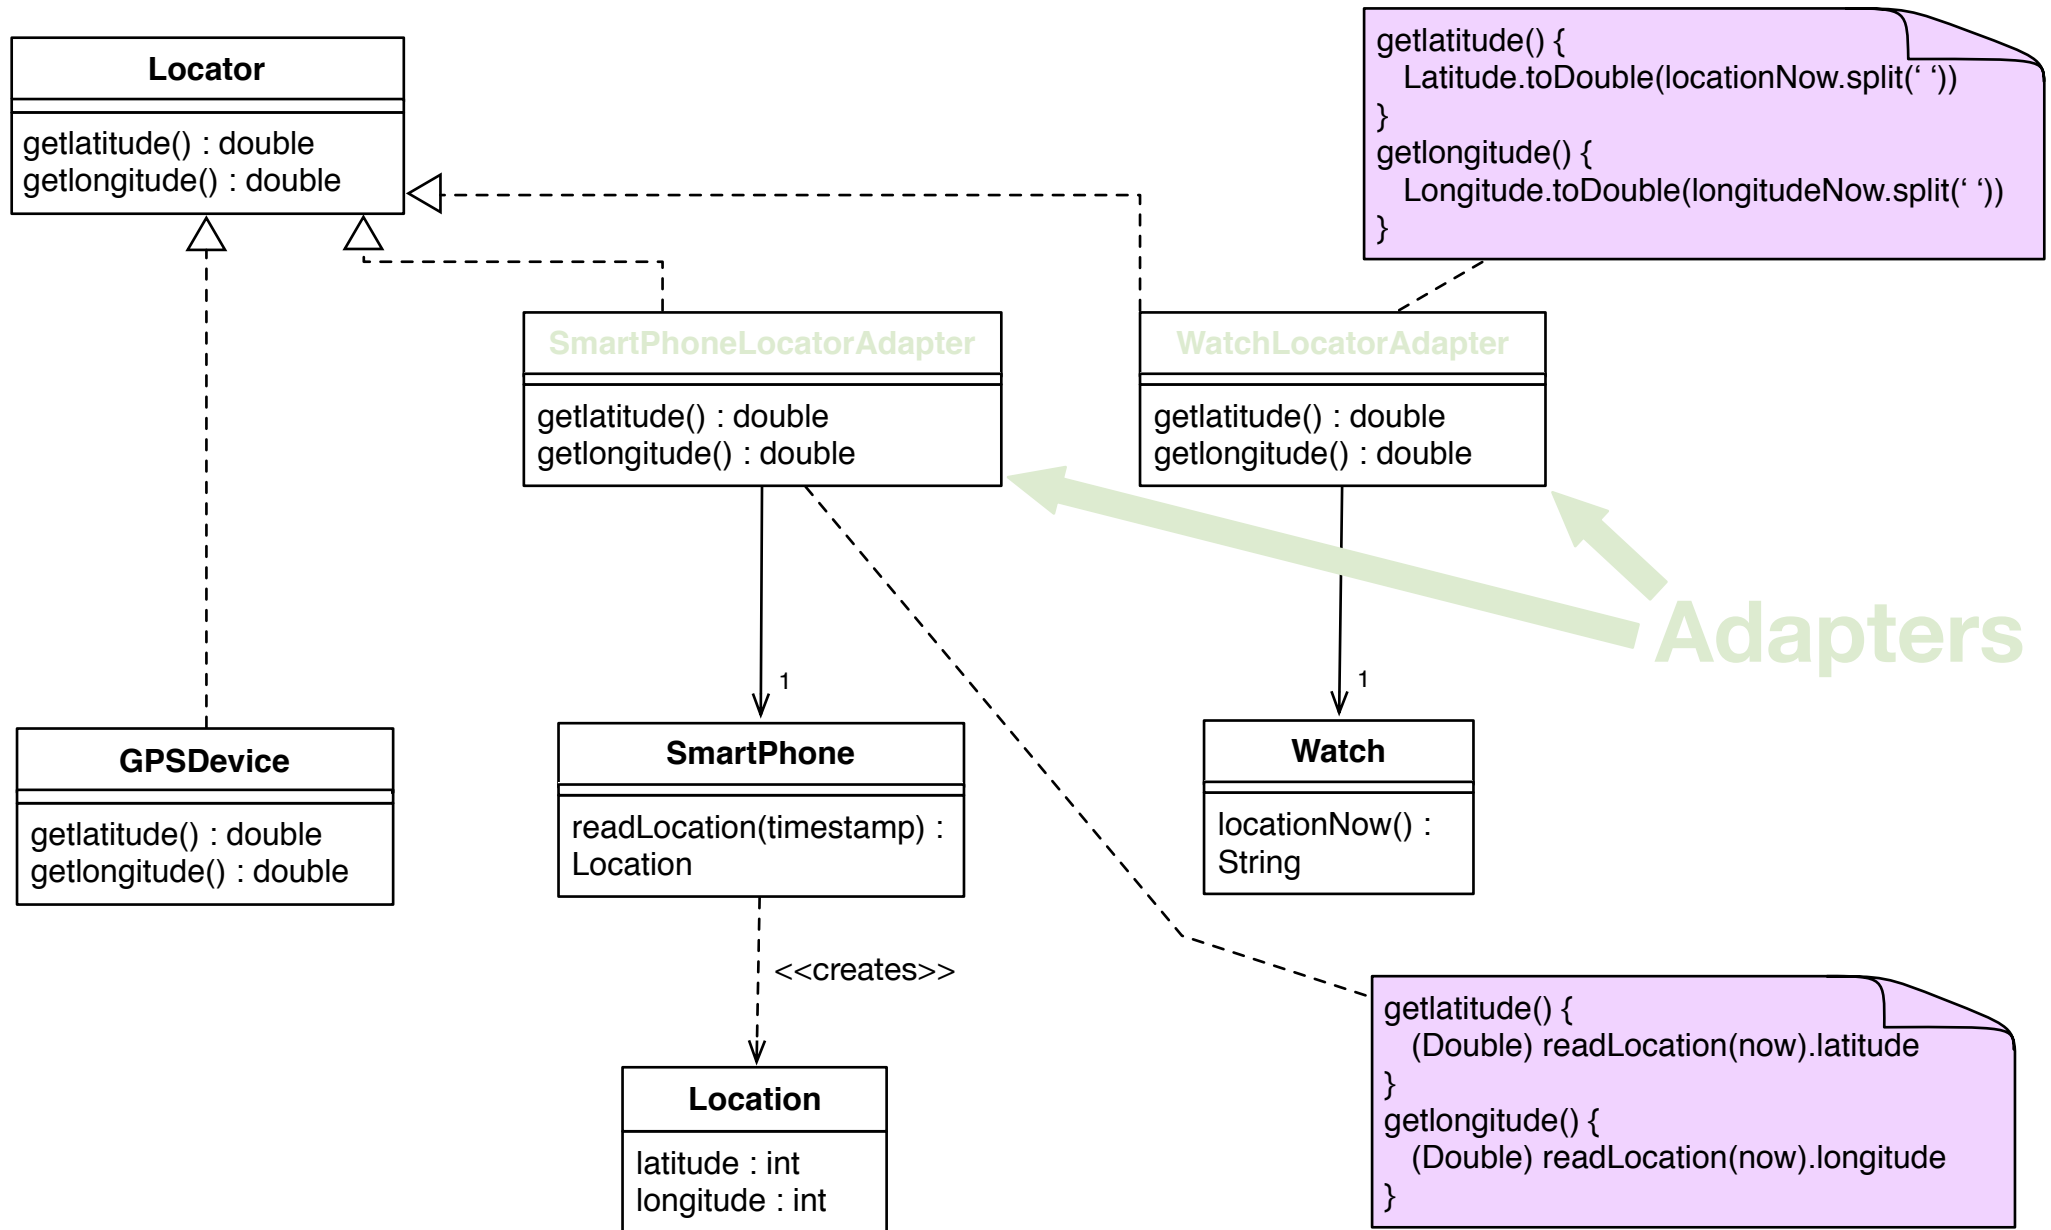 Locator
getlatitude() : double
getlongitude() : double
getlatitude() {
Latitude.toDouble(locationNow.split(‘ ‘))
}
getlongitude() {
Longitude.toDouble(longitudeNow.split(‘ ‘))
}
SmartPhoneLocatorAdapter
getlatitude() : double
getlongitude() : double
WatchLocatorAdapter
getlatitude() : double
getlongitude() : double
Adapters
1
1
GPSDevice
getlatitude() : double
getlongitude() : double
SmartPhone
readLocation(timestamp) :
Location
Watch
locationNow() :
String
<<creates>>
Location
latitude : int
longitude : int
getlatitude() {
(Double) readLocation(now).latitude
}
getlongitude() {
(Double) readLocation(now).longitude
}